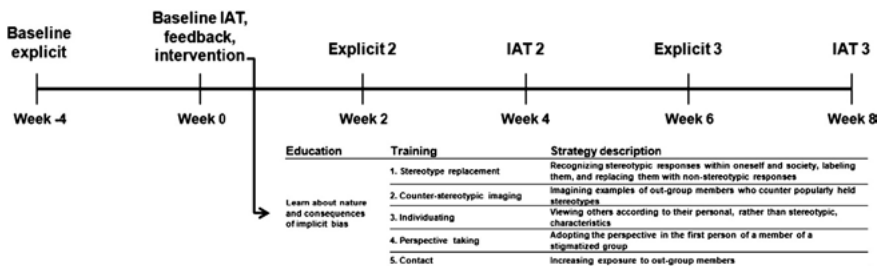 Baseline explicit
Baseline IAT, feedback, intervention
Explicit 2
IAT 2
Explicit 3
IAT 3
Week -4
Week 0
Week 2
Week 4
Week 6
Week 8
Education
Training
Strategy description
Learn about nature
and consequences
of implicit bias
1. Stereotype replacement
Recognizing stereotypic responses within oneself and society, labeling
them, and replacing them with non-stereotypic responses
2. Counter-stereotypic imaging
Imagining examples of out-group members who counter popularly held
stereotypes
3. Individuating
Viewing others according to their personal, rather than stereotypic,
characteristics
4. Perspective taking
Adopting the perspective in the first person of a member of a
stigmatized group
5. Contact
Increasing exposure to out-group members